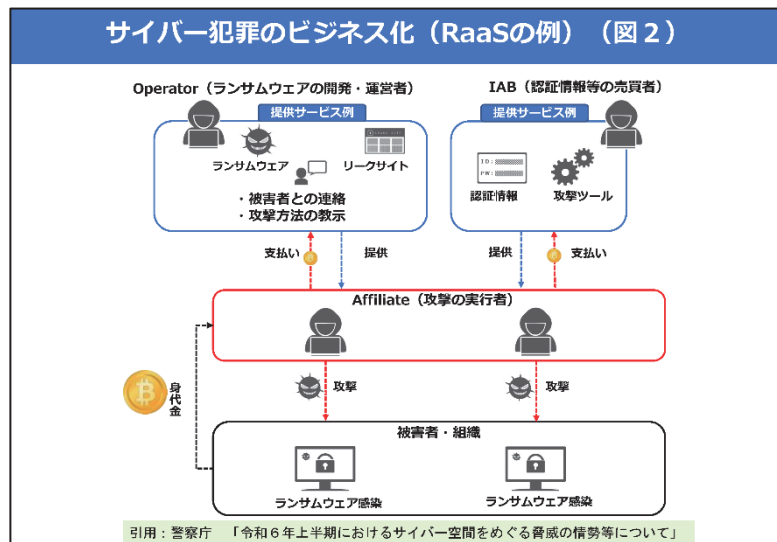 サイバー犯罪のビジネス化（RaaSの例）（図２）
Operator（ランサムウェアの開発・運営者）
IAB（認証情報等の売買者）
提供サービス例
提供サービス例
ランサムウェア
リークサイト
ID:
PW:
認証情報
攻撃ツール
・被害者との連絡
・攻撃方法の教示
支払い
提供
提供
支払い
Affiliate（攻撃の実行者）
身代金
攻撃
攻撃
被害者・組織
ランサムウェア感染
ランサムウェア感染
引用：警察庁　「令和６年上半期におけるサイバー空間をめぐる脅威の情勢等について」